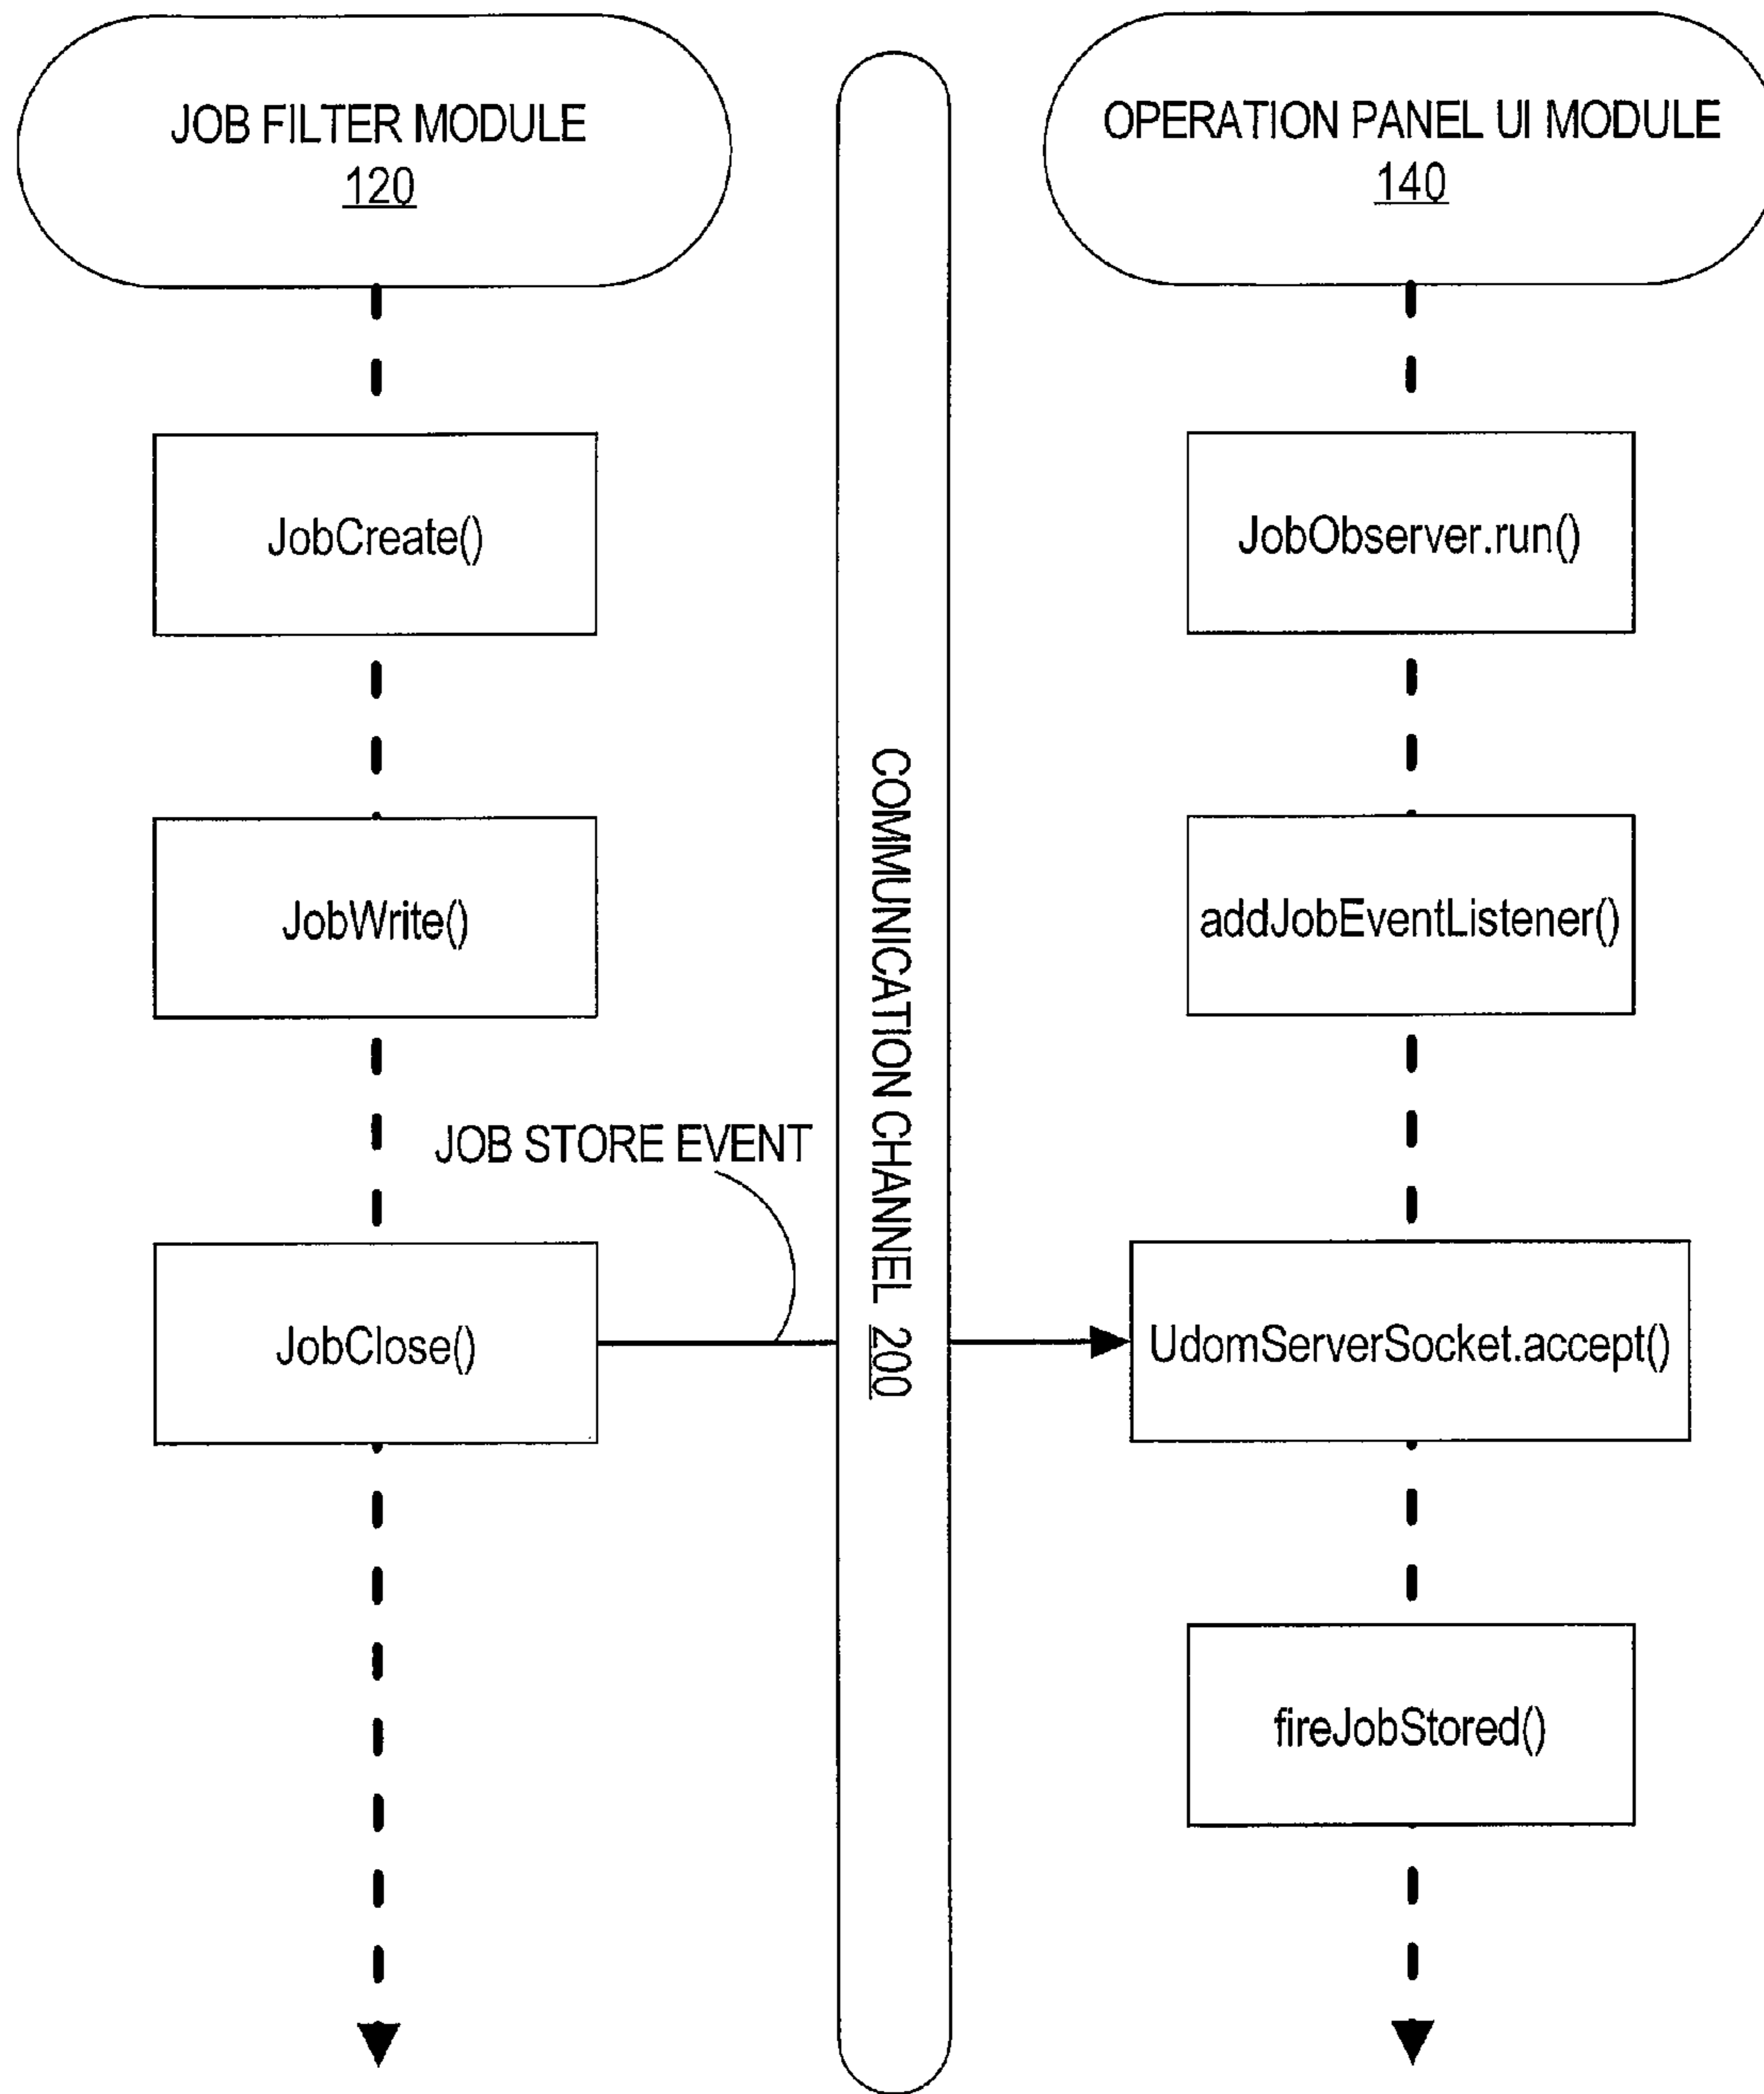 JOB FILTER MODULE
120
OPERATION PANEL UI MODULE
140
JobCreate()
JobObserver.run()
JobWrite()
addJobEventListener()
COMMUNICATION CHANNEL 200
JOB STORE EVENT
JobClose()
UdomServerSocket.accept()
fireJobStored()